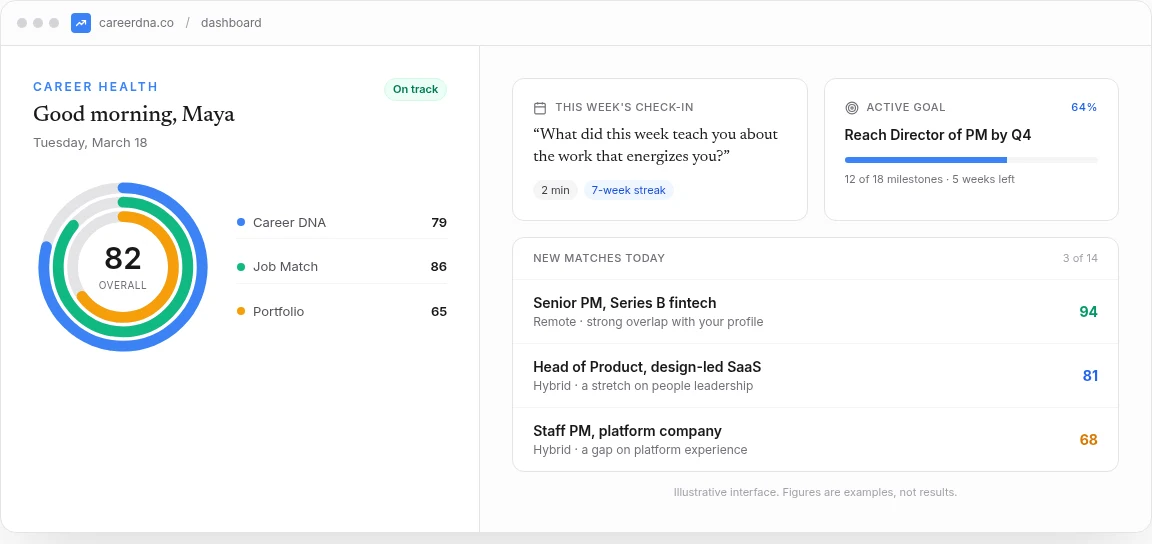 careerdna.co / dashboard
CAREER HEALTH
On track
Good morning, Maya
Tuesday, March 18
82
OVERALL
Career DNA 79
Job Match 86
Portfolio 65
THIS WEEK'S CHECK-IN
“What did this week teach you about
the work that energizes you?”
2 min 7-week streak
ACTIVE GOAL 64%
Reach Director of PM by Q4
12 of 18 milestones · 5 weeks left
NEW MATCHES TODAY 3 of 14
Senior PM, Series B fintech
Remote · strong overlap with your profile
94
Head of Product, design-led SaaS
Hybrid · a stretch on people leadership
81
Staff PM, platform company
Hybrid · a gap on platform experience
68
Illustrative interface. Figures are examples, not results.